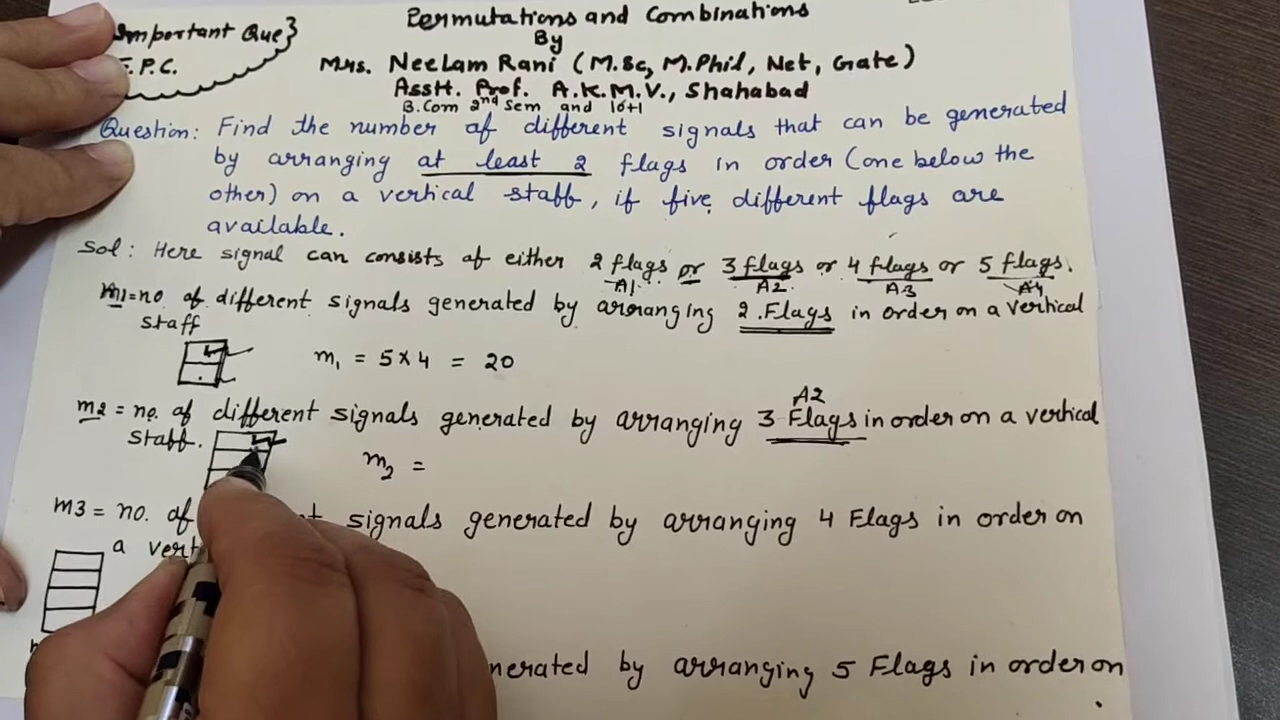 Important Que}
F.P.C.
Permutations and Combinations
By
Mrs. Neelam Rani (M.Sc, M.Phil, Net, Gate)
Asstt. Prof. A.K.M.V., Shahabad
B.Com 2nd Sem and 10+1
Question: Find the number of different signals that can be generated
by arranging at least 2 flags in order (one below the
other) on a vertical staff, if five different flags are
available.
Sol: Here signal can consists of either 2 flags or 3 flags or 4 flags or 5 flags.
A1 A2 A3 A4
m1=no. of different signals generated by arranging 2 Flags in order on a vertical
staff
m1 = 5×4 = 20
A2
m2 = no. of different signals generated by arranging 3 Flags in order on a vertical
staff.
m2 =
m3 = no. of signals generated by arranging 4 Flags in order on
a
generated by arranging 5 Flags in order on